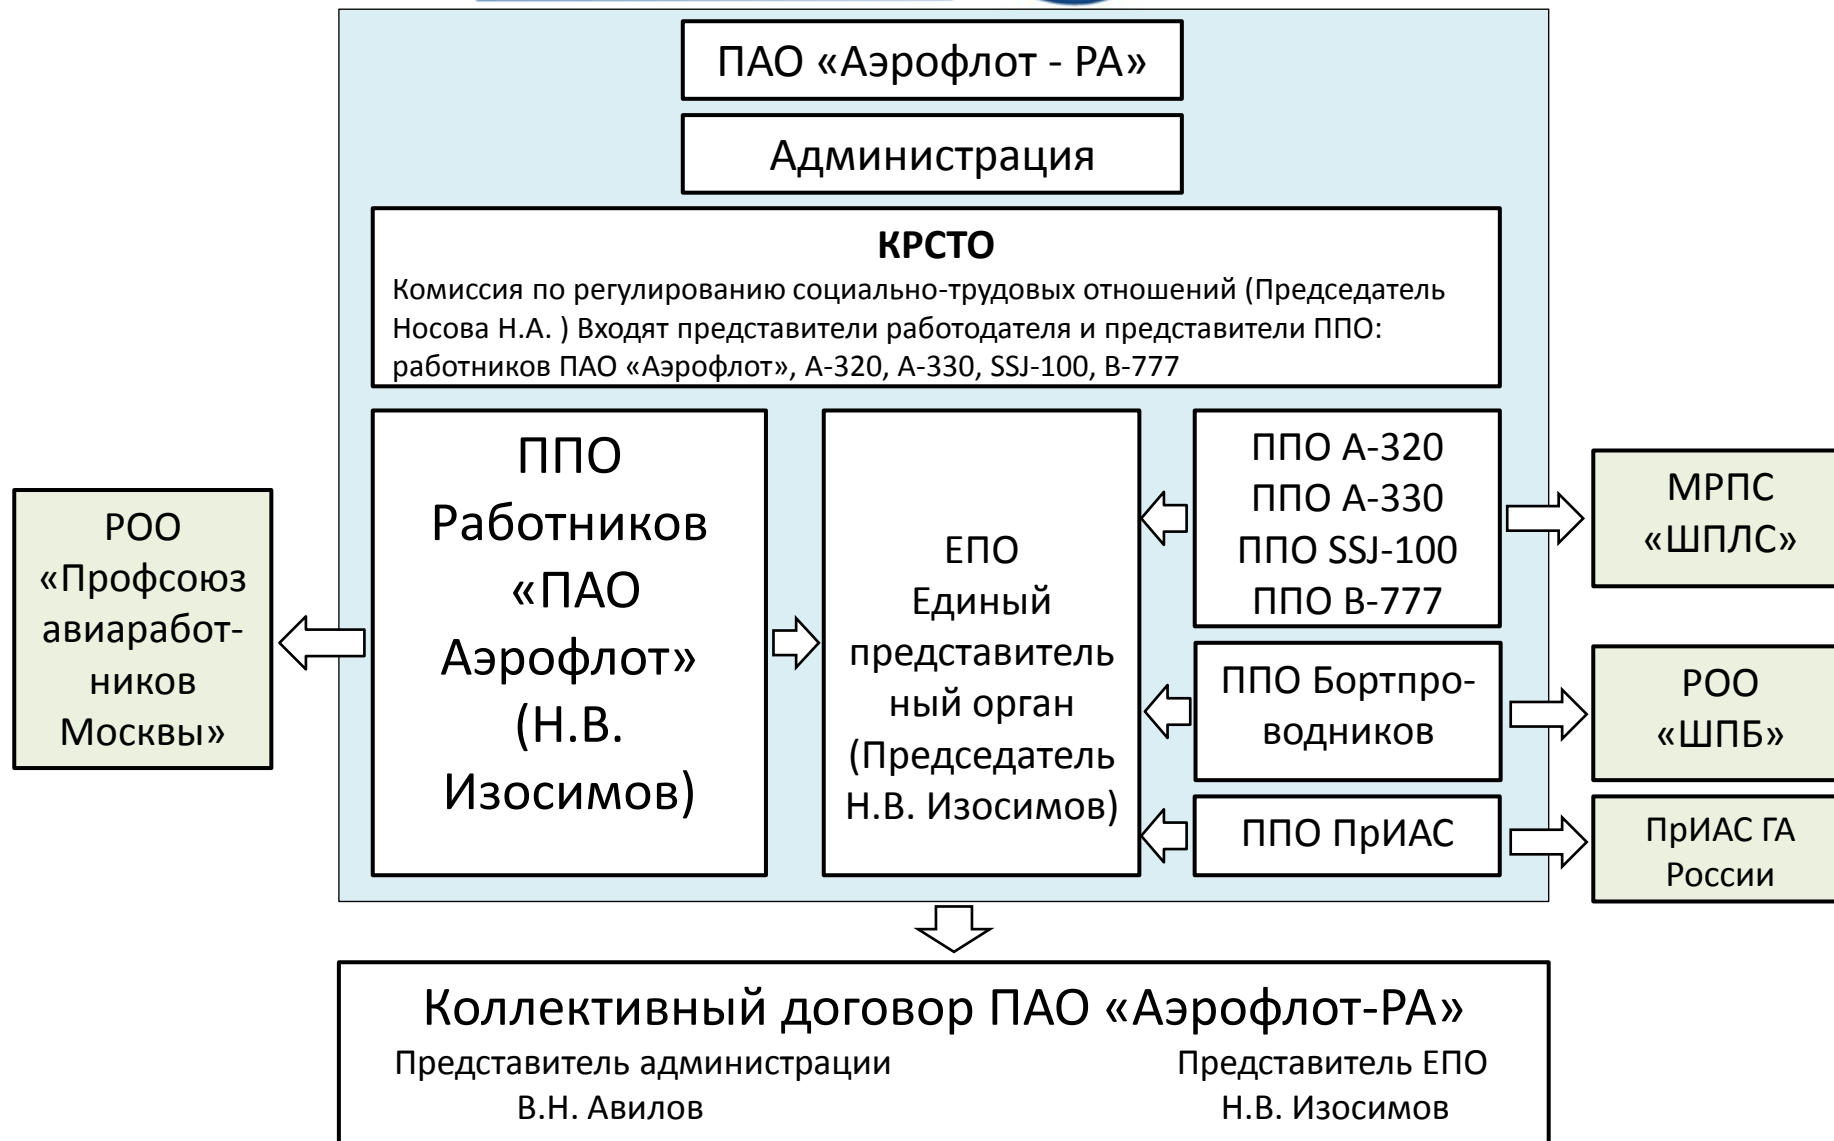 ПАО «Аэрофлот - РА»
Администрация
КРСТО
Комиссия по регулированию социально-трудовых отношений (Председатель
Носова Н.А. ) Входят представители работодателя и представители ППО:
работников ПАО «Аэрофлот», А-320, А-330, SSJ-100, В-777
РОО
«Профсоюз
авиаработ-
ников
Москвы»
ППО
Работников
«ПАО
Аэрофлот»
(Н.В.
Изосимов)
ЕПО
Единый
представитель
ный орган
(Председатель
Н.В. Изосимов)
ППО А-320
ППО А-330
ППО SSJ-100
ППО В-777
МРПС
«ШПЛС»
ППО Бортпро-
водников
РОО
«ШПБ»
ППО ПрИАС
ПрИАС ГА
России
Коллективный договор ПАО «Аэрофлот-РА»
Представитель администрации
В.Н. Авилов
Представитель ЕПО
Н.В. Изосимов